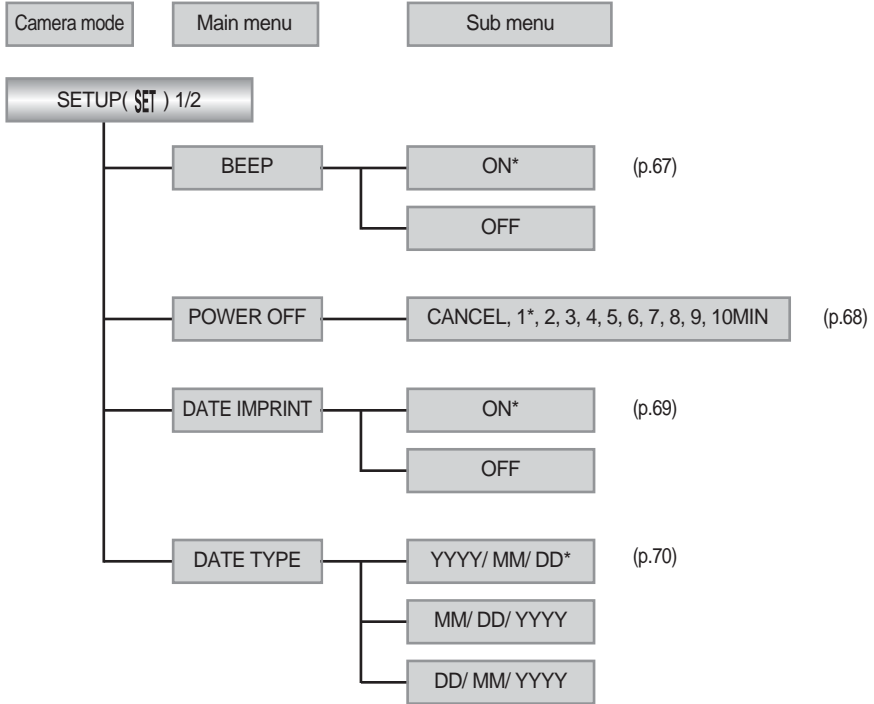 Camera mode Main menu Sub menu
SETUP( SET ) 1/2
BEEP ON* (p.67)
OFF
POWER OFF CANCEL, 1*, 2, 3, 4, 5, 6, 7, 8, 9, 10MIN (p.68)
DATE IMPRINT ON* (p.69)
OFF
DATE TYPE YYYY/ MM/ DD* (p.70)
MM/ DD/ YYYY
DD/ MM/ YYYY